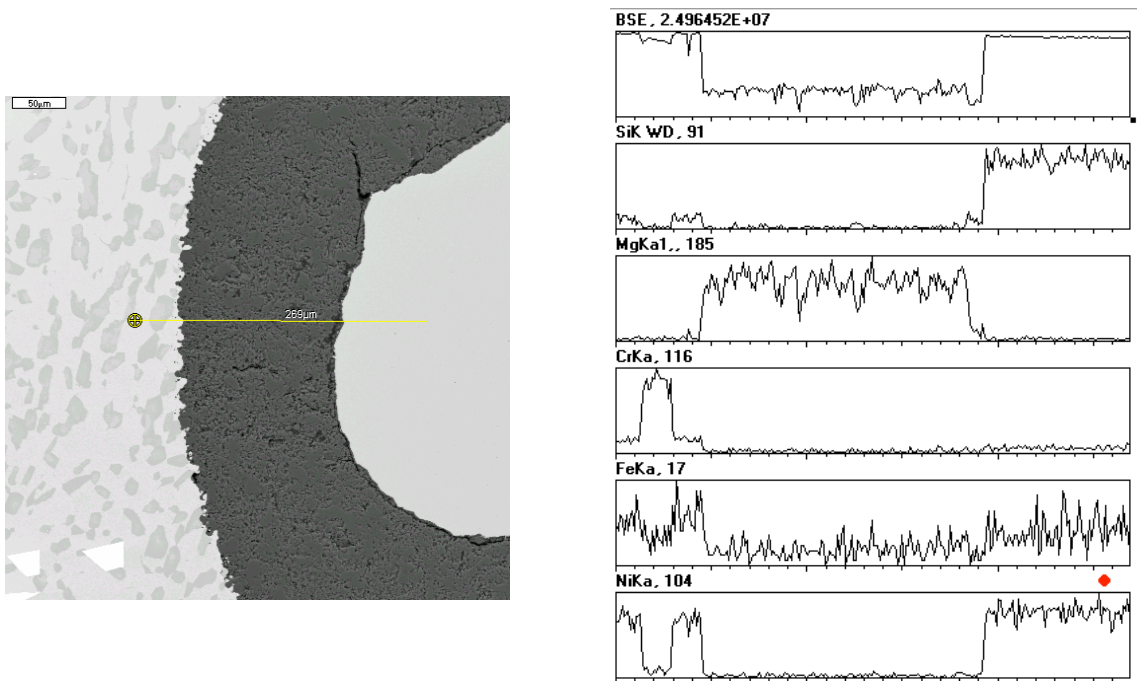 50µm
269µm
BSE, 2.496452E+07
SiK WD, 91
MgKa1,, 185
CrKa, 116
FeKa, 17
NiKa, 104